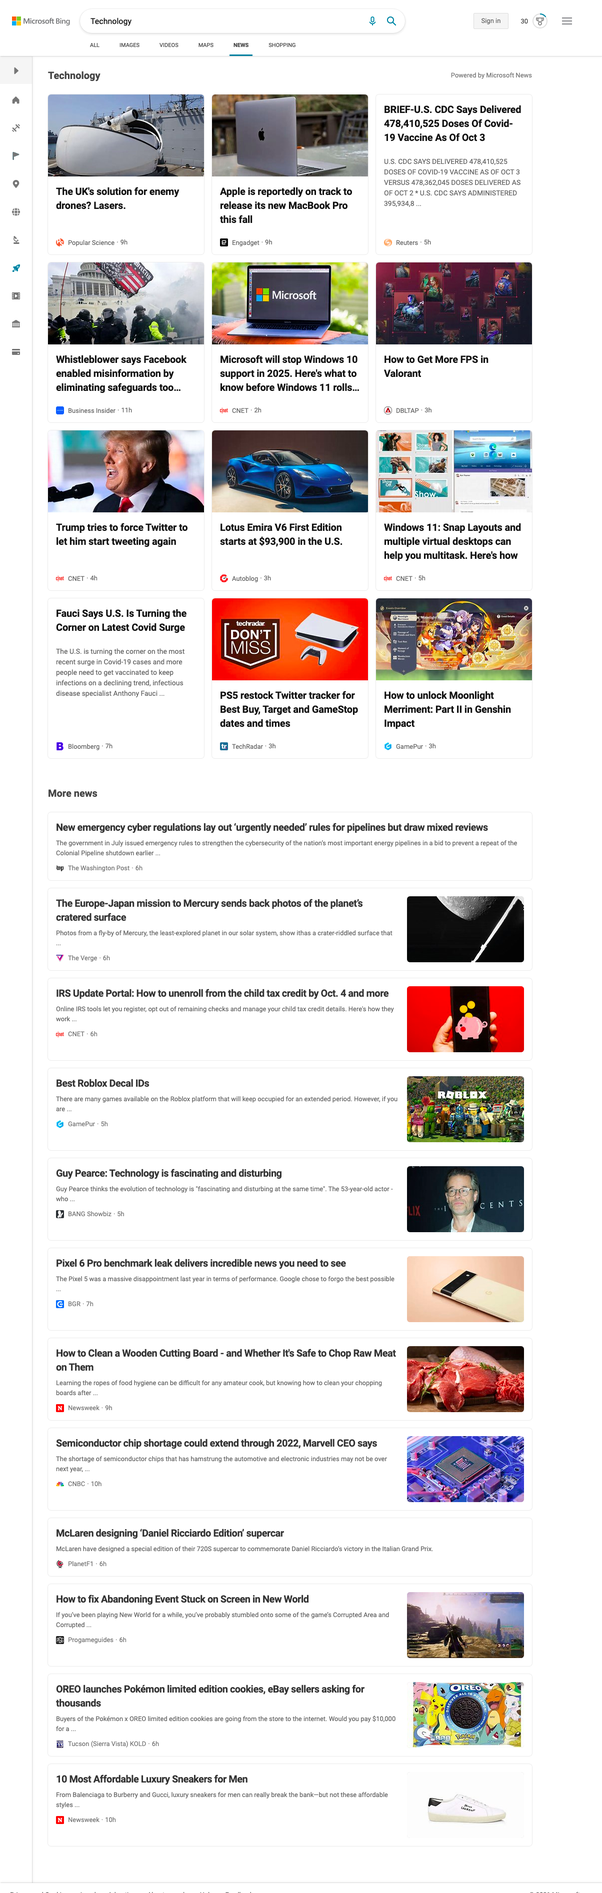 Microsoft Bing
Technology
Sign in
30
ALL
IMAGES
VIDEOS
MAPS
NEWS
SHOPPING
Technology
Powered by Microsoft News
The UK's solution for enemy
drones? Lasers.
Popular Science · 9h
Apple is reportedly on track to
release its new MacBook Pro
this fall
Engadget · 9h
BRIEF-U.S. CDC Says Delivered
478,410,525 Doses Of Covid-
19 Vaccine As Of Oct 3
U.S. CDC SAYS DELIVERED 478,410,525
DOSES OF COVID-19 VACCINE AS OF OCT 3
VERSUS 478,362,045 DOSES DELIVERED AS
OF OCT 2 * U.S. CDC SAYS ADMINISTERED
395,934,8 ...
Reuters · 5h
Whistleblower says Facebook
enabled misinformation by
eliminating safeguards too...
Business Insider · 11h
Microsoft
Microsoft will stop Windows 10
support in 2025. Here's what to
know before Windows 11 rolls...
CNET · 2h
How to Get More FPS in
Valorant
DBLTAP · 3h
Trump tries to force Twitter to
let him start tweeting again
CNET · 4h
Lotus Emira V6 First Edition
starts at $93,900 in the U.S.
Autoblog · 3h
Show
Windows 11: Snap Layouts and
multiple virtual desktops can
help you multitask. Here's how
CNET · 5h
Fauci Says U.S. Is Turning the
Corner on Latest Covid Surge
The U.S. is turning the corner on the most
recent surge in Covid-19 cases and more
people need to get vaccinated to keep
infections on a declining trend, infectious
disease specialist Anthony Fauci ...
Bloomberg · 7h
techradar
DON'T
MISS
PS5 restock Twitter tracker for
Best Buy, Target and GameStop
dates and times
TechRadar · 3h
How to unlock Moonlight
Merriment: Part II in Genshin
Impact
GamePur · 3h
More news
New emergency cyber regulations lay out ‘urgently needed’ rules for pipelines but draw mixed reviews
The government in July issued emergency rules to strengthen the cybersecurity of the nation's most important energy pipelines in a bid to prevent a repeat of the
Colonial Pipeline shutdown earlier ...
The Washington Post · 6h
The Europe-Japan mission to Mercury sends back photos of the planet’s
cratered surface
Photos from a fly-by of Mercury, the least-explored planet in our solar system, show ithas a crater-riddled surface that
...
The Verge · 6h
IRS Update Portal: How to unenroll from the child tax credit by Oct. 4 and more
Online IRS tools let you register, opt out of remaining checks and manage your child tax credit details. Here's how they
work ...
CNET · 6h
Best Roblox Decal IDs
There are many games available on the Roblox platform that will keep occupied for an extended period. However, if you
are ...
GamePur · 5h
ROBLOX
Guy Pearce: Technology is fascinating and disturbing
Guy Pearce thinks the evolution of technology is "fascinating and disturbing at the same time". The 53-year-old actor -
who ...
BANG Showbiz · 5h
Pixel 6 Pro benchmark leak delivers incredible news you need to see
The Pixel 5 was a massive disappointment last year in terms of performance. Google chose to forgo the best possible
...
BGR · 7h
How to Clean a Wooden Cutting Board - and Whether It's Safe to Chop Raw Meat
on Them
Learning the ropes of food hygiene can be difficult for any amateur cook, but knowing how to clean your chopping
boards after ...
Newsweek · 9h
Semiconductor chip shortage could extend through 2022, Marvell CEO says
The shortage of semiconductor chips that has hamstrung the automotive and electronic industries may not be over
next year, ...
CNBC · 10h
McLaren designing ‘Daniel Ricciardo Edition’ supercar
McLaren have designed a special edition of their 720S supercar to commemorate Daniel Ricciardo's victory in the Italian Grand Prix.
PlanetF1 · 6h
How to fix Abandoning Event Stuck on Screen in New World
If you've been playing New World for a while, you've probably stumbled onto some of the game's Corrupted Area and
Corrupted ...
Progameguides · 6h
OREO launches Pokémon limited edition cookies, eBay sellers asking for
thousands
Buyers of the Pokémon x OREO limited edition cookies are going from the store to the internet. Would you pay $10,000
for a ...
Tucson (Sierra Vista) KOLD · 6h
OREO
10 Most Affordable Luxury Sneakers for Men
From Balenciaga to Burberry and Gucci, luxury sneakers for men can really break the bank—but not these affordable
styles ...
Newsweek · 10h